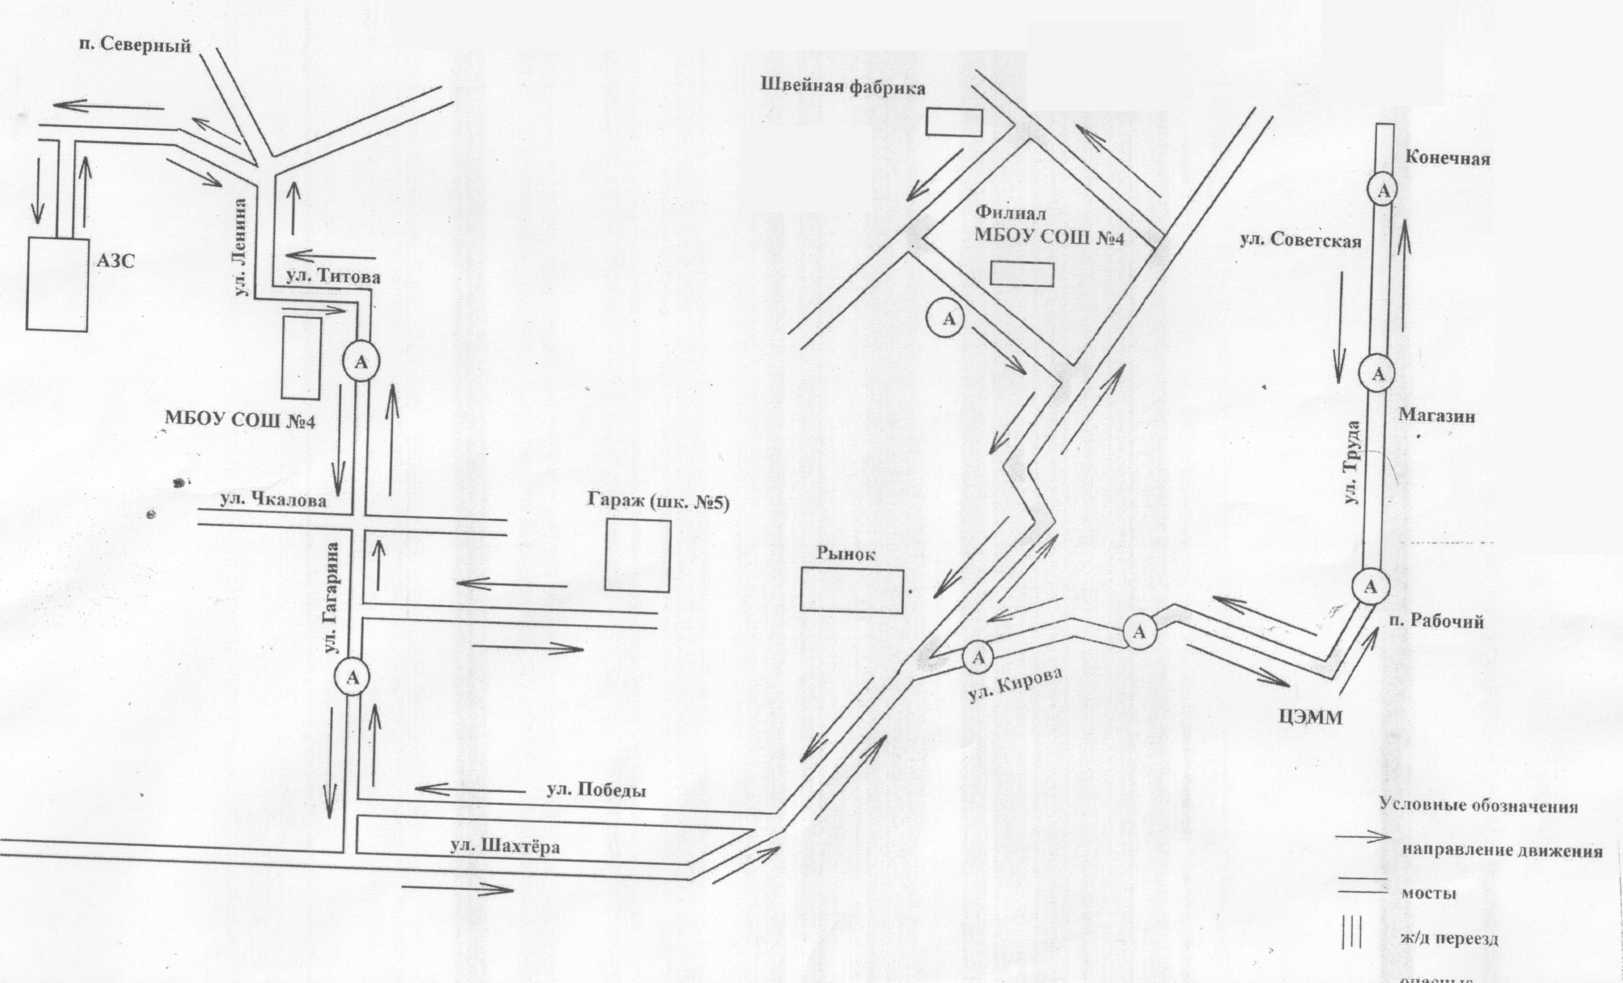 п. Северный
Швейная фабрика
Конечная
А
Филиал
МБОУ СОШ №4
ул. Советская
АЗС
ул. Ленина
ул. Титова
А
А
А
МБОУ СОШ №4
Магазин
ул. Труда
ул. Чкалова
Гараж (шк. №5)
Рынок
ул. Гагарина
А
п. Рабочий
А
А
А
ул. Кирова
ЦЭММ
ул. Победы
ул. Шахтёра
Условные обозначения
направление движения
мосты
ж/д переезд
опасные